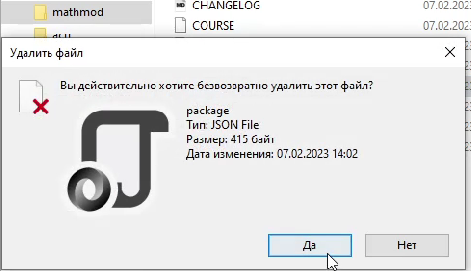 mathmod
CHANGELOG
07.02.2023
COURSE
07.02.2023
Удалить файл
Вы действительно хотите безвозвратно удалить этот файл?
package
Тип: JSON File
Размер: 415 байт
Дата изменения: 07.02.2023 14:02
Да
Нет